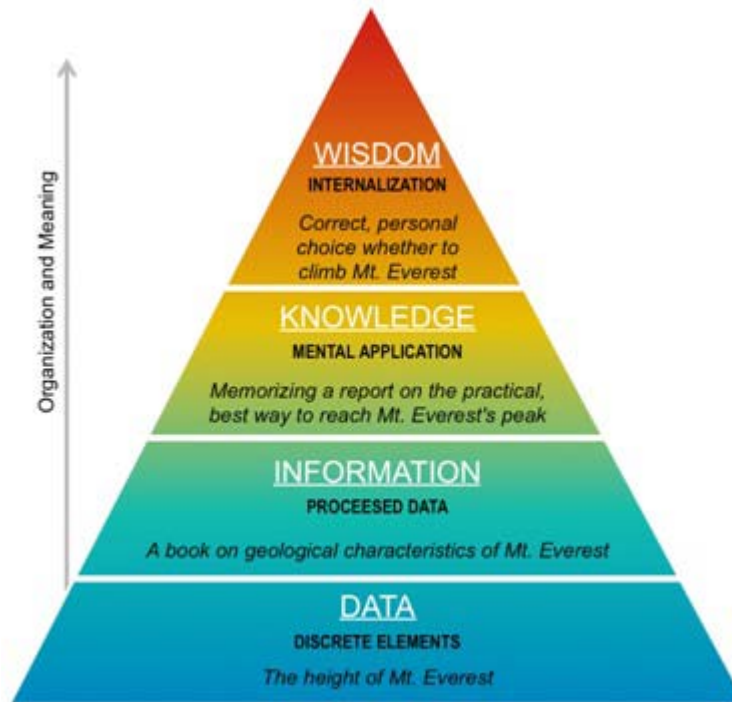 Organization and Meaning
WISDOM
INTERNALIZATION
Correct, personal
choice whether to
climb Mt. Everest
KNOWLEDGE
MENTAL APPLICATION
Memorizing a report on the practical,
best way to reach Mt. Everest's peak
INFORMATION
PROCEESED DATA
A book on geological characteristics of Mt. Everest
DATA
DISCRETE ELEMENTS
The height of Mt. Everest